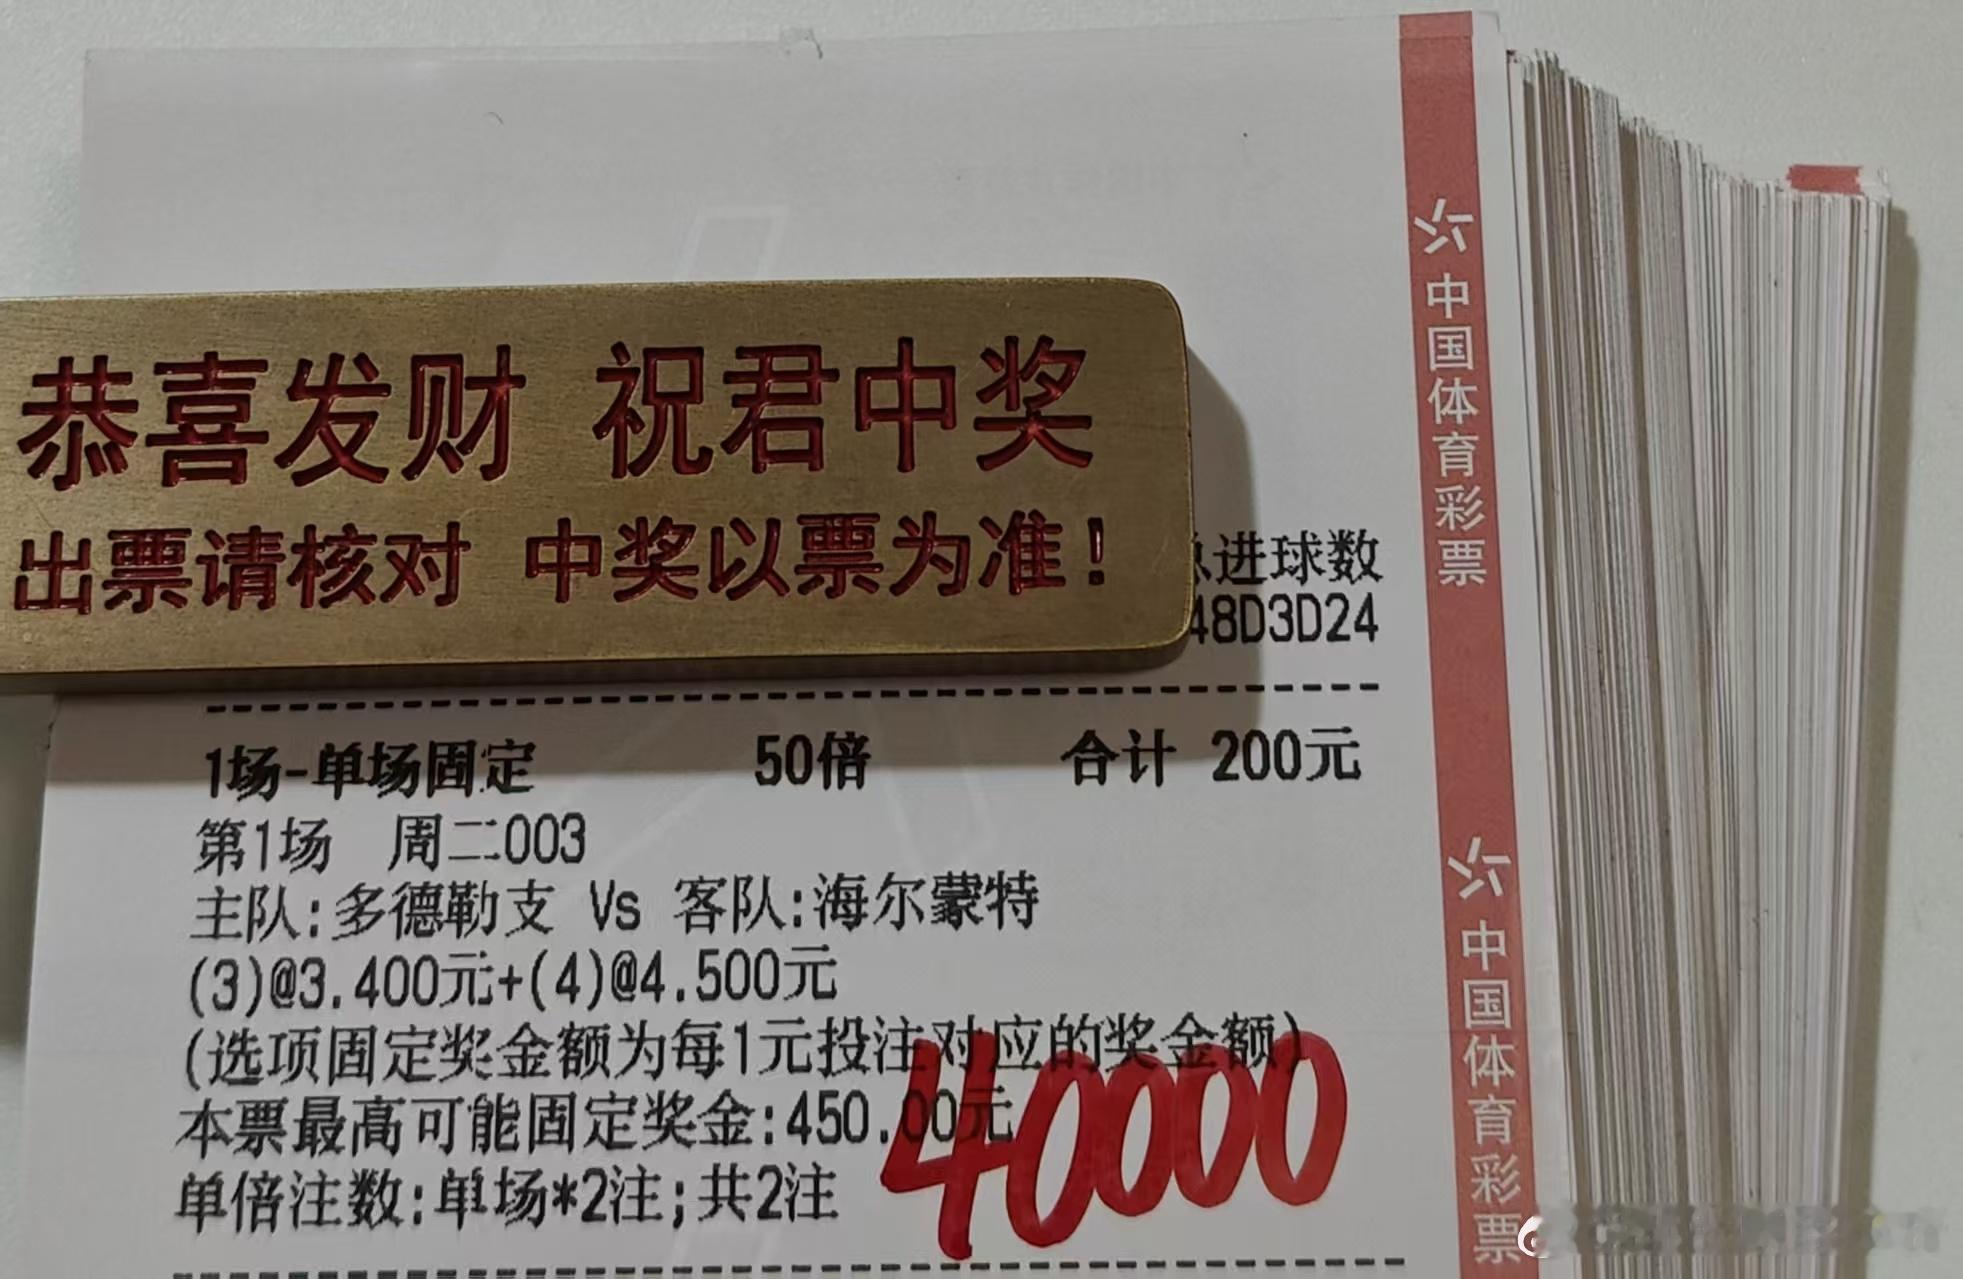 恭喜发财 祝君中奖
出票请核对 中奖以票为准！
进球数
48D3D24
1场-单场固定 50倍 合计 200元
第1场 周二003
主队:多德勒支 Vs 客队:海尔蒙特
(3)@3.400元+(4)@4.500元
(选项固定奖金额为每1元投注对应的奖金额)
本票最高可能固定奖金:450.00元
40000
单倍注数:单场*2注;共2注
中国体育彩票
中国体育彩票